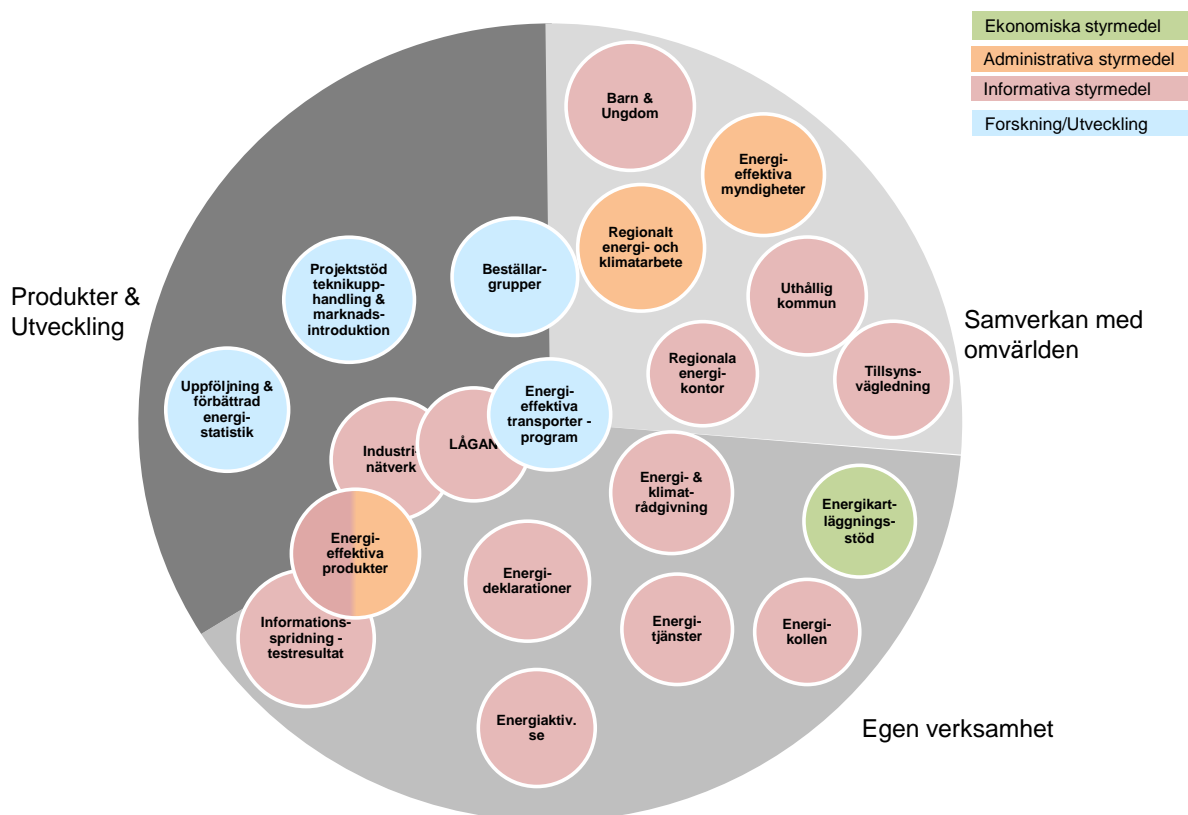 Ekonomiska styrmedel
Administrativa styrmedel
Informativa styrmedel
Forskning/Utveckling
Barn &
Ungdom
Energi-
effektiva
myndigheter
Regionalt
energi- och
klimatarbete
Beställar-
grupper
Projektstöd
teknikupp-
handling &
marknads-
introduktion
Uthållig
kommun
Produkter &
Utveckling
Samverkan med
omvärlden
Regionala
energi-
kontor
Tillsyns-
vägledning
Uppföljning &
förbättrad
energi-
statistik
Energi-
effektiva
transporter -
program
LÅGAN
Industri-
nätverk
Energi- &
klimat-
rådgivning
Energikart-
läggnings-
stöd
Energi-
effektiva
produkter
Energi-
deklarationer
Energi-
tjänster
Energi-
kollen
Informations-
spridning -
testresultat
Energiaktiv.
se
Egen verksamhet